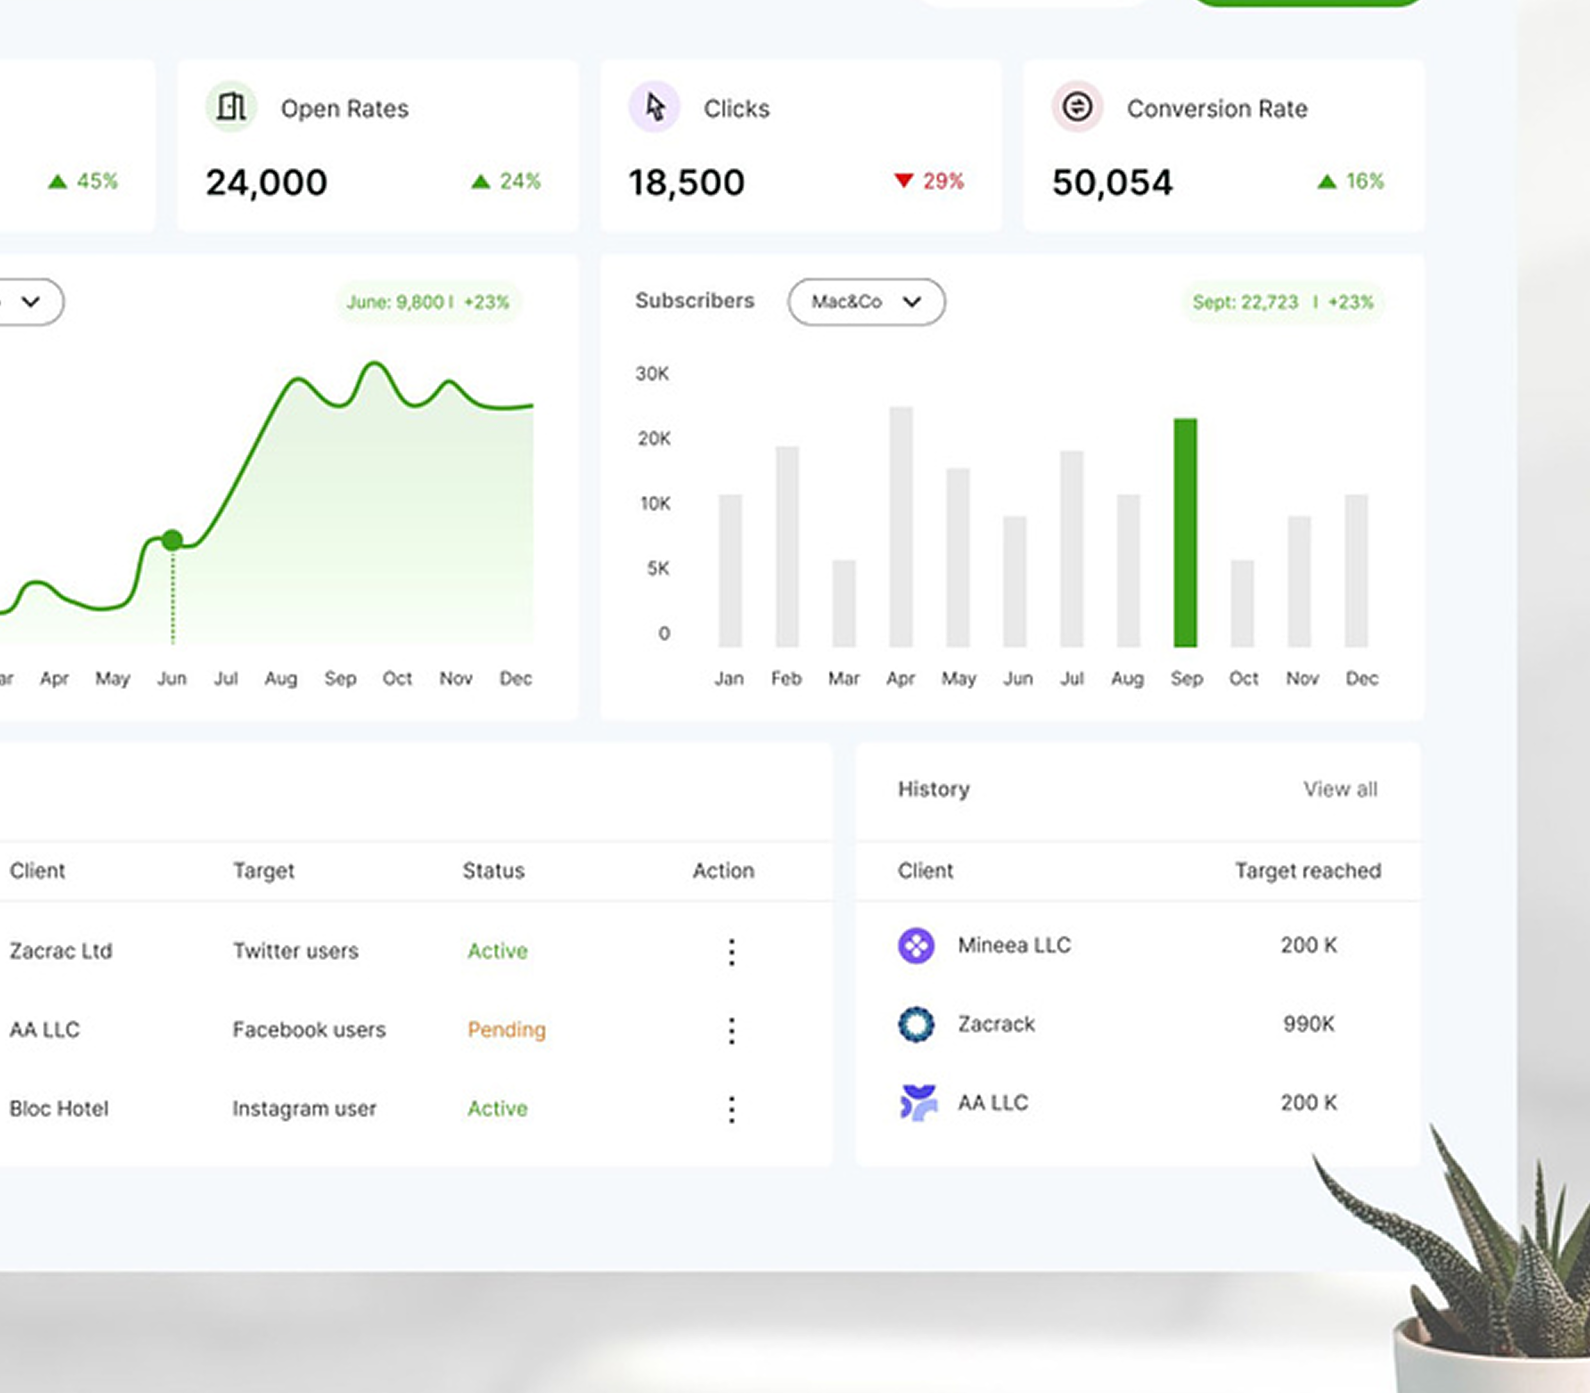 Open Rates
Clicks
Conversion Rate
45%
24,000
24%
18,500
29%
50,054
16%
June: 9,800 I +23%
Subscribers
Mac&Co
Sept: 22,723 I +23%
30K
20K
10K
5K
0
Apr May Jun Jul Aug Sep Oct Nov Dec
Jan Feb Mar Apr May Jun Jul Aug Sep Oct Nov Dec
History
View all
Client Target Status Action
Client Target reached
Zacrac Ltd Twitter users Active
Mineea LLC 200 K
AA LLC Facebook users Pending
Zacrack 990K
Bloc Hotel Instagram user Active
AA LLC 200 K